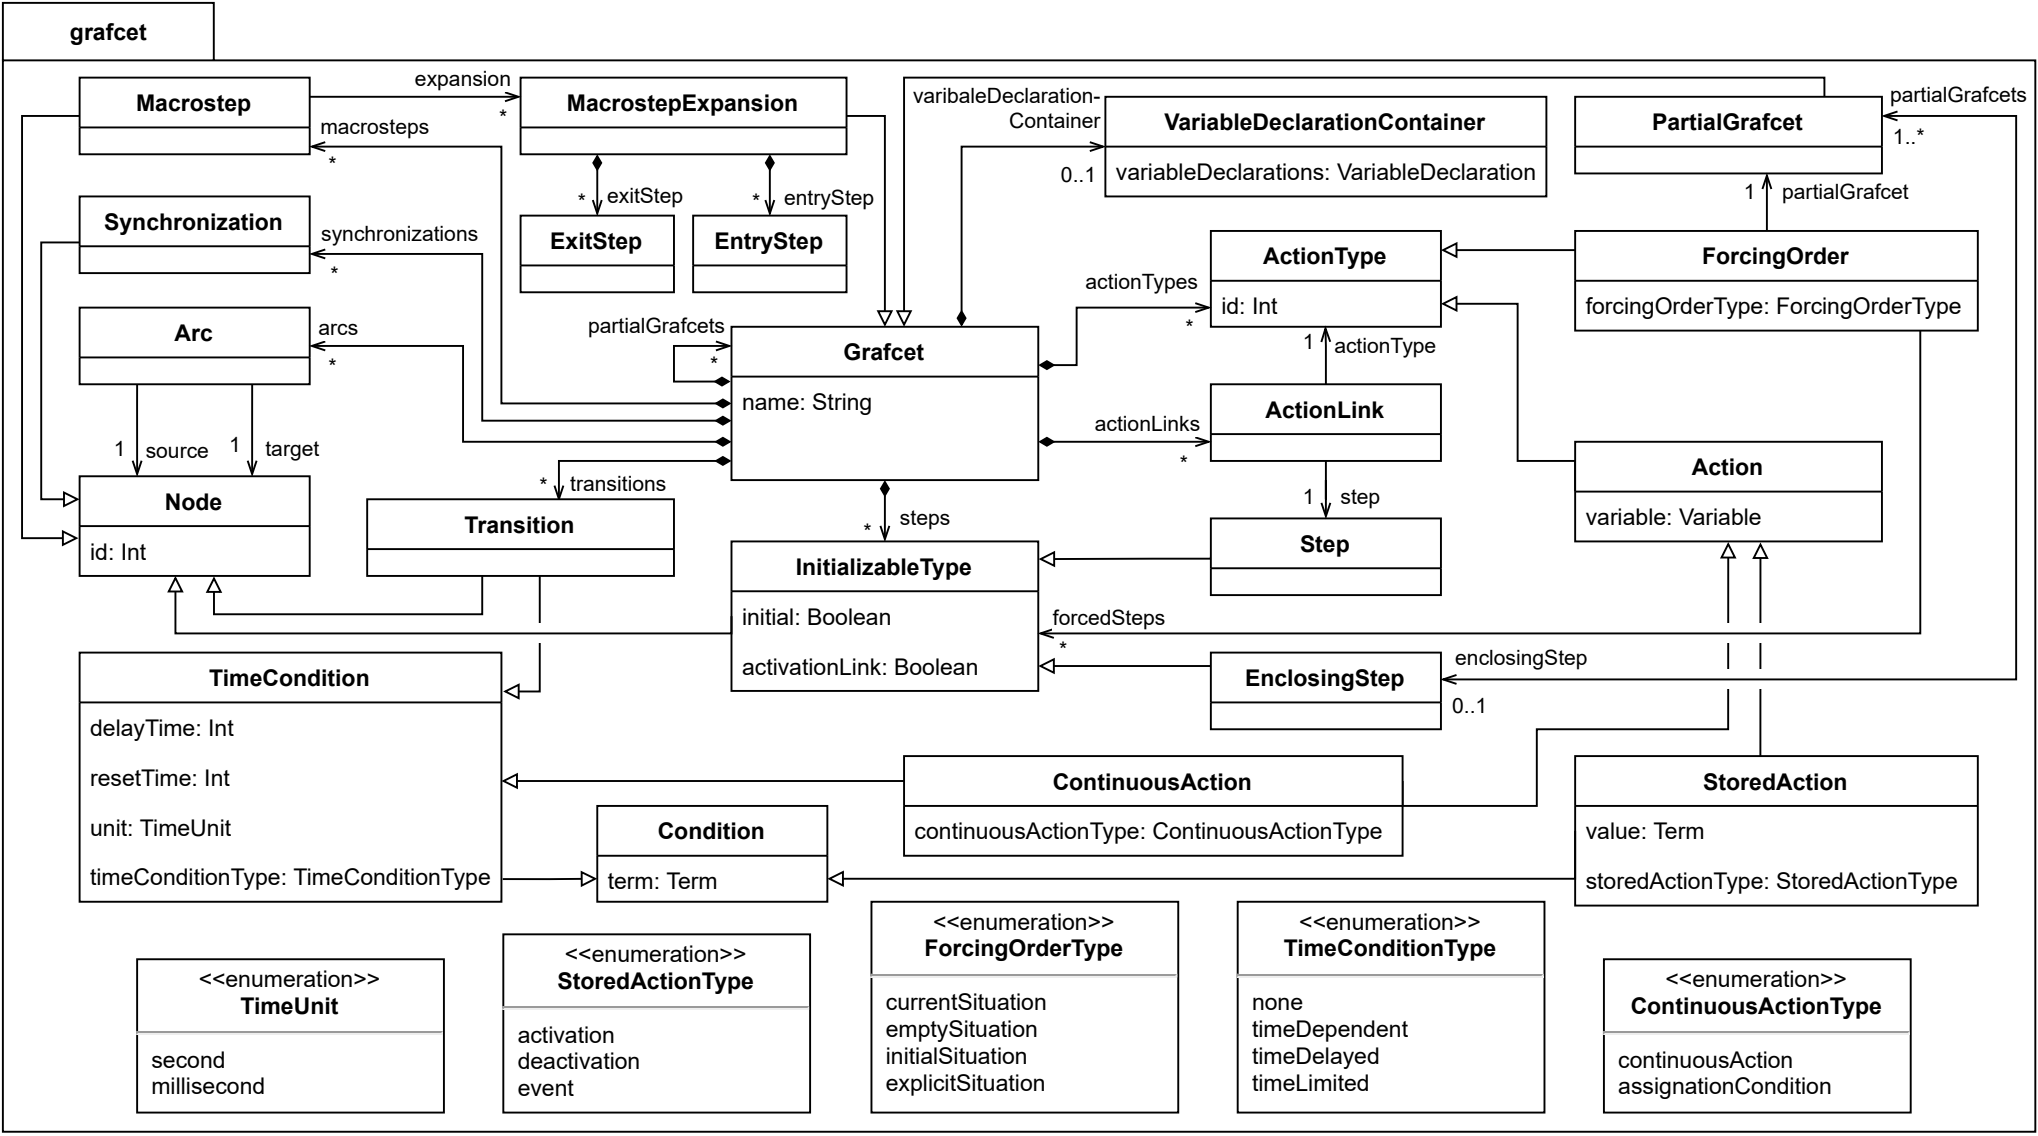 grafcet
Macrostep
expansion
*
MacrostepExpansion
macrosteps
*
exitStep
*
entryStep
*
ExitStep
EntryStep
varibaleDeclaration-
Container
0..1
VariableDeclarationContainer
variableDeclarations: VariableDeclaration
PartialGrafcet
partialGrafcets
1..*
1
partialGrafcet
Synchronization
synchronizations
*
ActionType
id: Int
actionTypes
*
ForcingOrder
forcingOrderType: ForcingOrderType
Arc
arcs
*
partialGrafcets
*
Grafcet
name: String
1
actionType
ActionLink
actionLinks
*
1
source
1
target
Node
id: Int
*
transitions
Transition
*
steps
1
step
Step
Action
variable: Variable
InitializableType
initial: Boolean
activationLink: Boolean
forcedSteps
*
EnclosingStep
enclosingStep
0..1
TimeCondition
delayTime: Int
resetTime: Int
unit: TimeUnit
timeConditionType: TimeConditionType
Condition
term: Term
ContinuousAction
continuousActionType: ContinuousActionType
StoredAction
value: Term
storedActionType: StoredActionType
<<enumeration>>
TimeUnit
second
millisecond
<<enumeration>>
StoredActionType
activation
deactivation
event
<<enumeration>>
ForcingOrderType
currentSituation
emptySituation
initialSituation
explicitSituation
<<enumeration>>
TimeConditionType
none
timeDependent
timeDelayed
timeLimited
<<enumeration>>
ContinuousActionType
continuousAction
assignationCondition